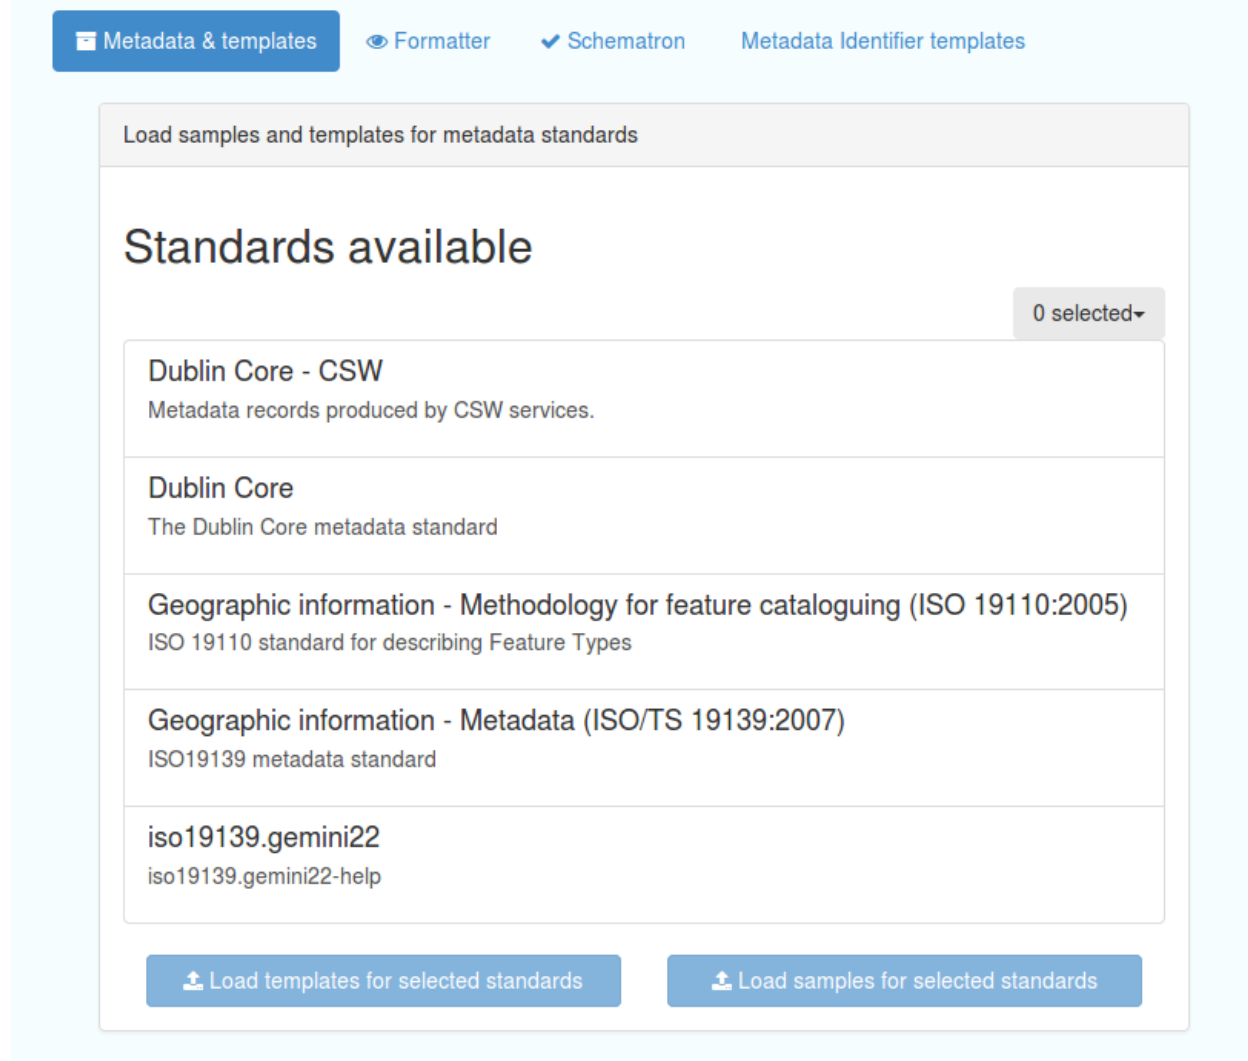 Metadata & templates Formatter Schematron Metadata Identifier templates
Load samples and templates for metadata standards
Standards available
0 selected
Dublin Core - CSW
Metadata records produced by CSW services.
Dublin Core
The Dublin Core metadata standard
Geographic information - Methodology for feature cataloguing (ISO 19110:2005)
ISO 19110 standard for describing Feature Types
Geographic information - Metadata (ISO/TS 19139:2007)
ISO19139 metadata standard
iso19139.gemini22
iso19139.gemini22-help
Load templates for selected standards Load samples for selected standards